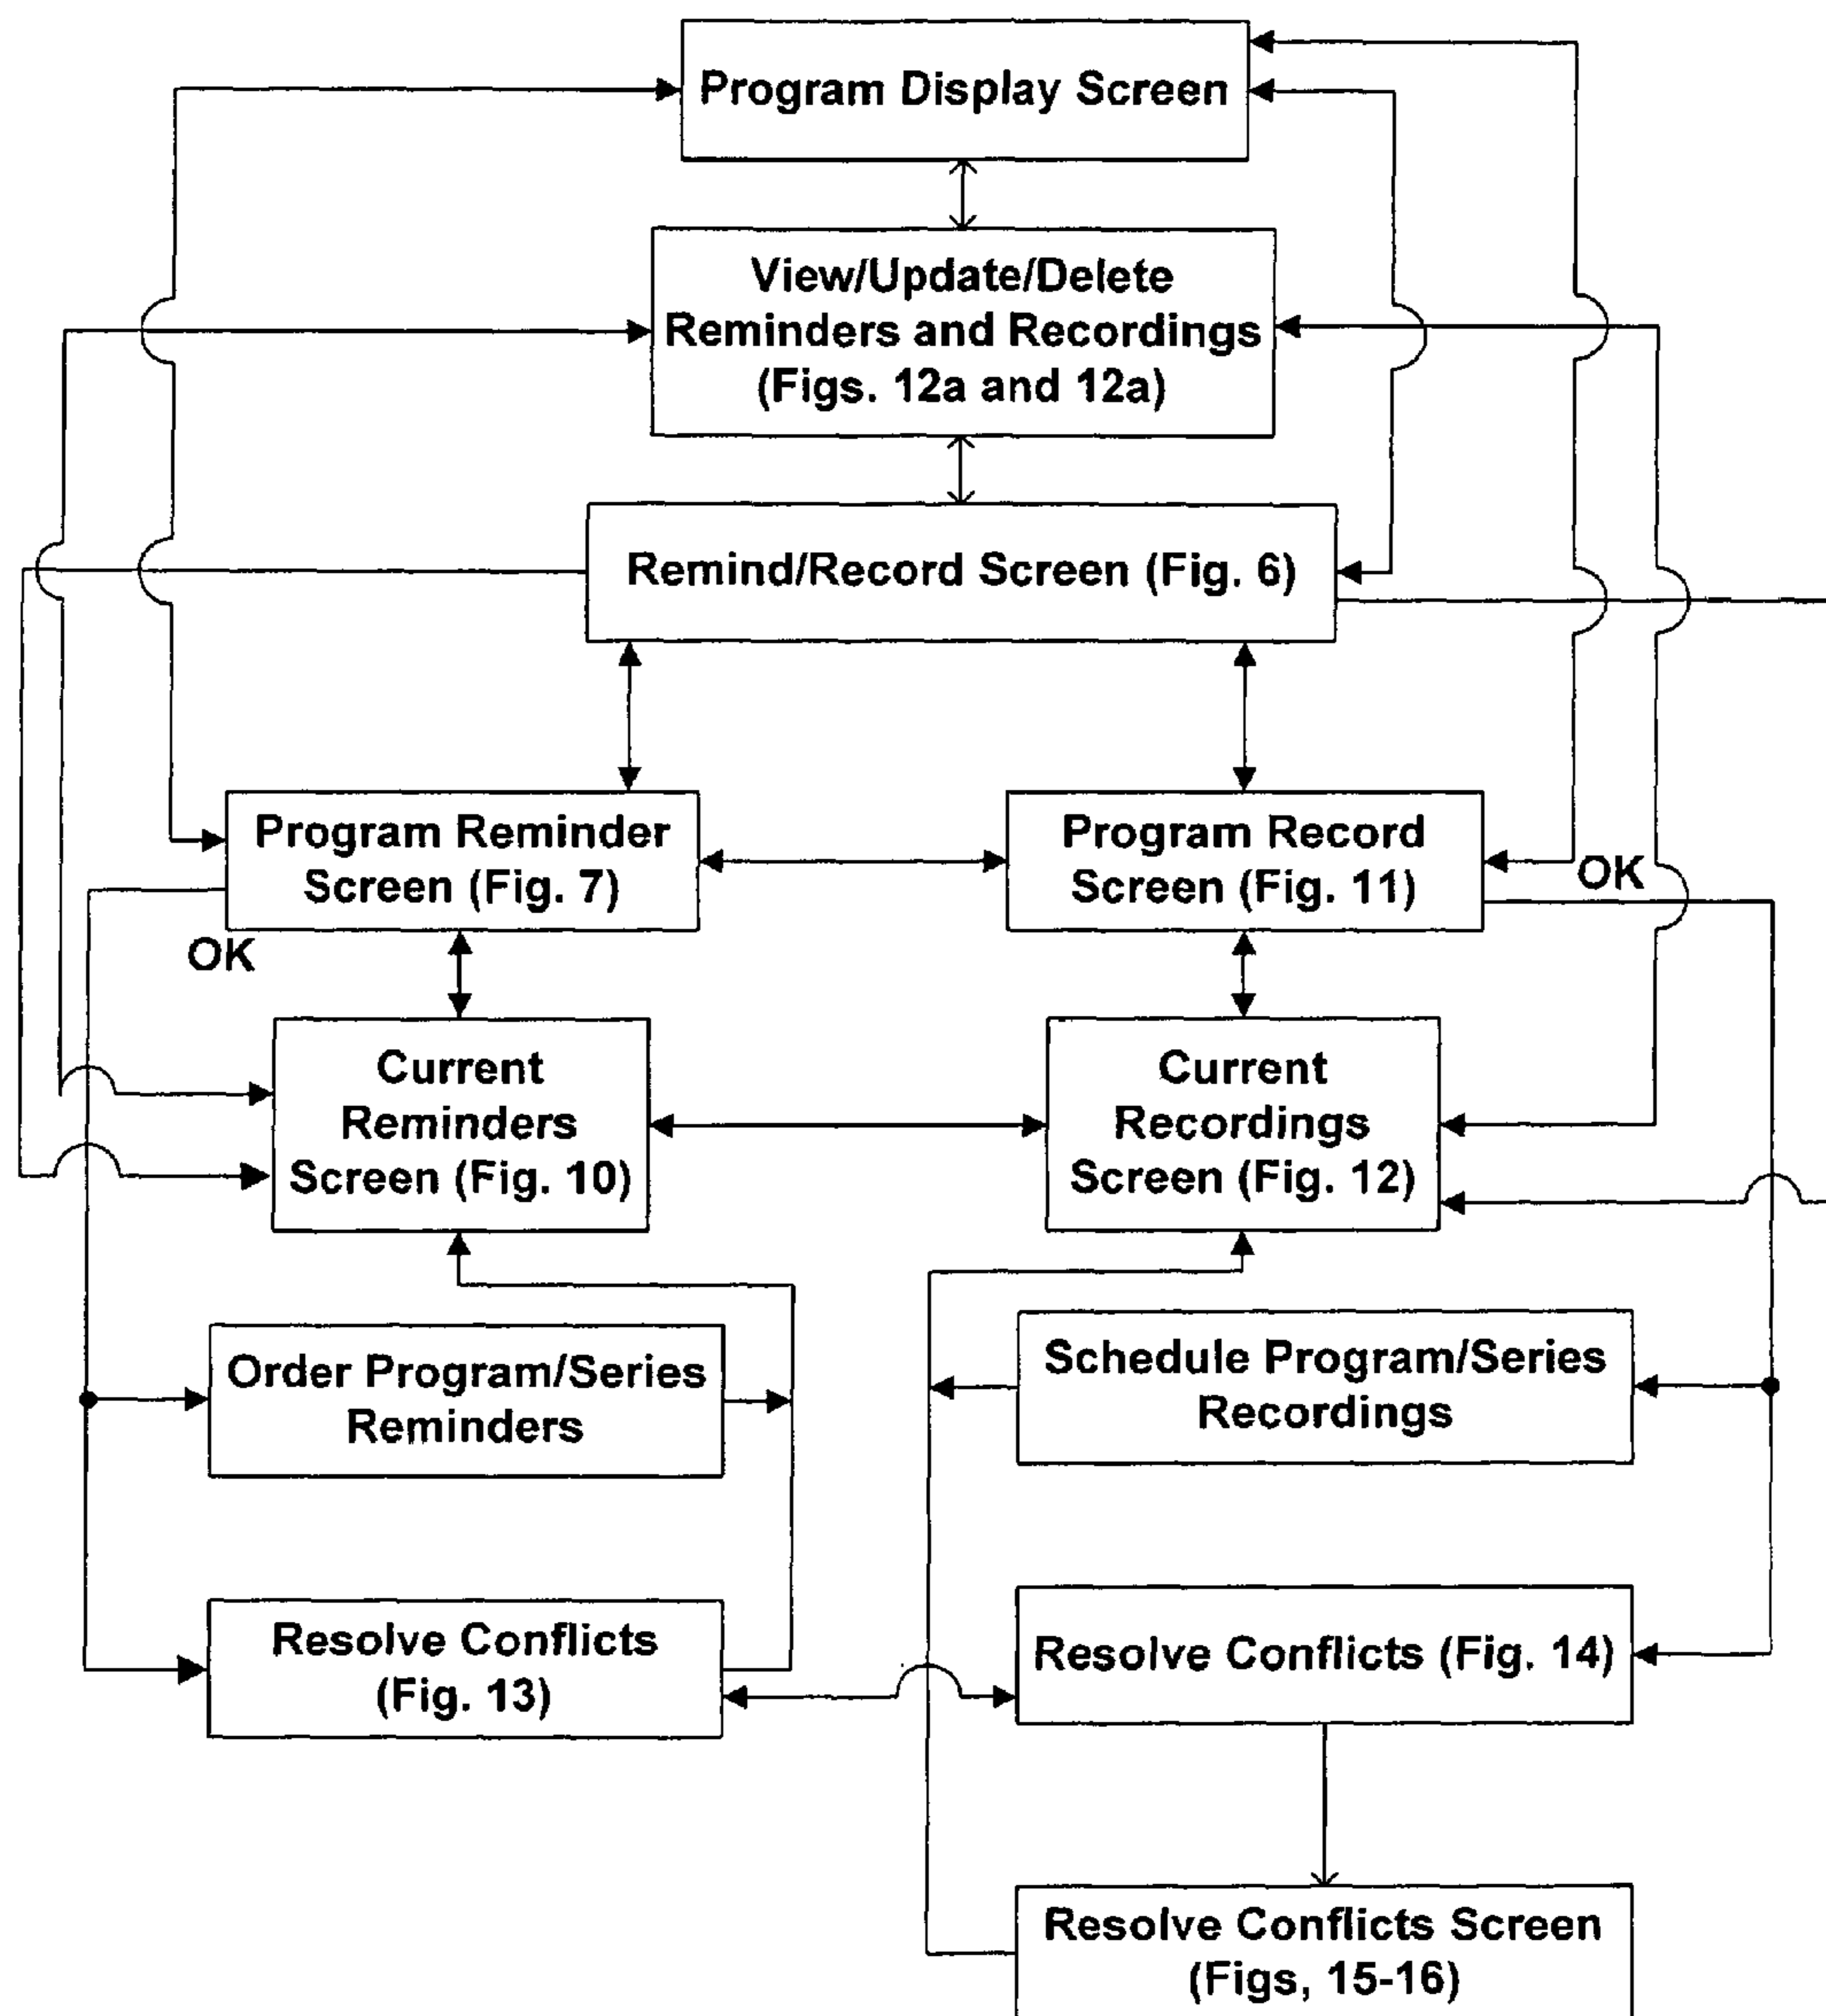 Program Display Screen
View/Update/Delete
Reminders and Recordings
(Figs. 12a and 12a)
Remind/Record Screen (Fig. 6)
Program Reminder
Screen (Fig. 7)
Program Record
Screen (Fig. 11)
OK
OK
Current
Reminders
Screen (Fig. 10)
Current
Recordings
Screen (Fig. 12)
Order Program/Series
Reminders
Schedule Program/Series
Recordings
Resolve Conflicts
(Fig. 13)
Resolve Conflicts (Fig. 14)
Resolve Conflicts Screen
(Figs, 15-16)